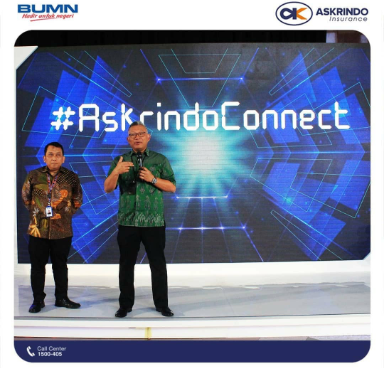 BUMN
Hadir untuk negeri
ASKRINDO
Insurance
#AskrindoConnect
Call Center
1500-405